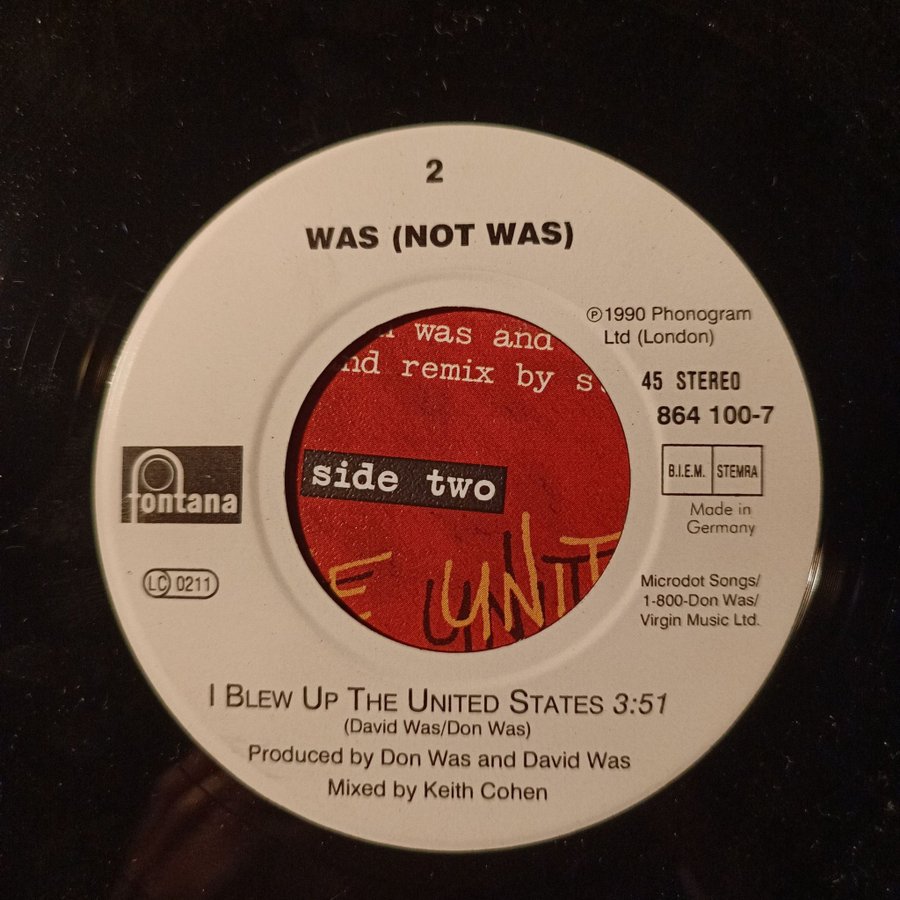 2
WAS (NOT WAS)
℗1990 Phonogram
Ltd (London)
was and
remix by s
45 STEREO
864 100-7
side two
fontana
B.I.E.M. STEMRA
Made in
Germany
UNIT
LC 0211
Microdot Songs/
1-800-Don Was/
Virgin Music Ltd.
I BLEW UP THE UNITED STATES 3:51
(David Was/Don Was)
Produced by Don Was and David Was
Mixed by Keith Cohen